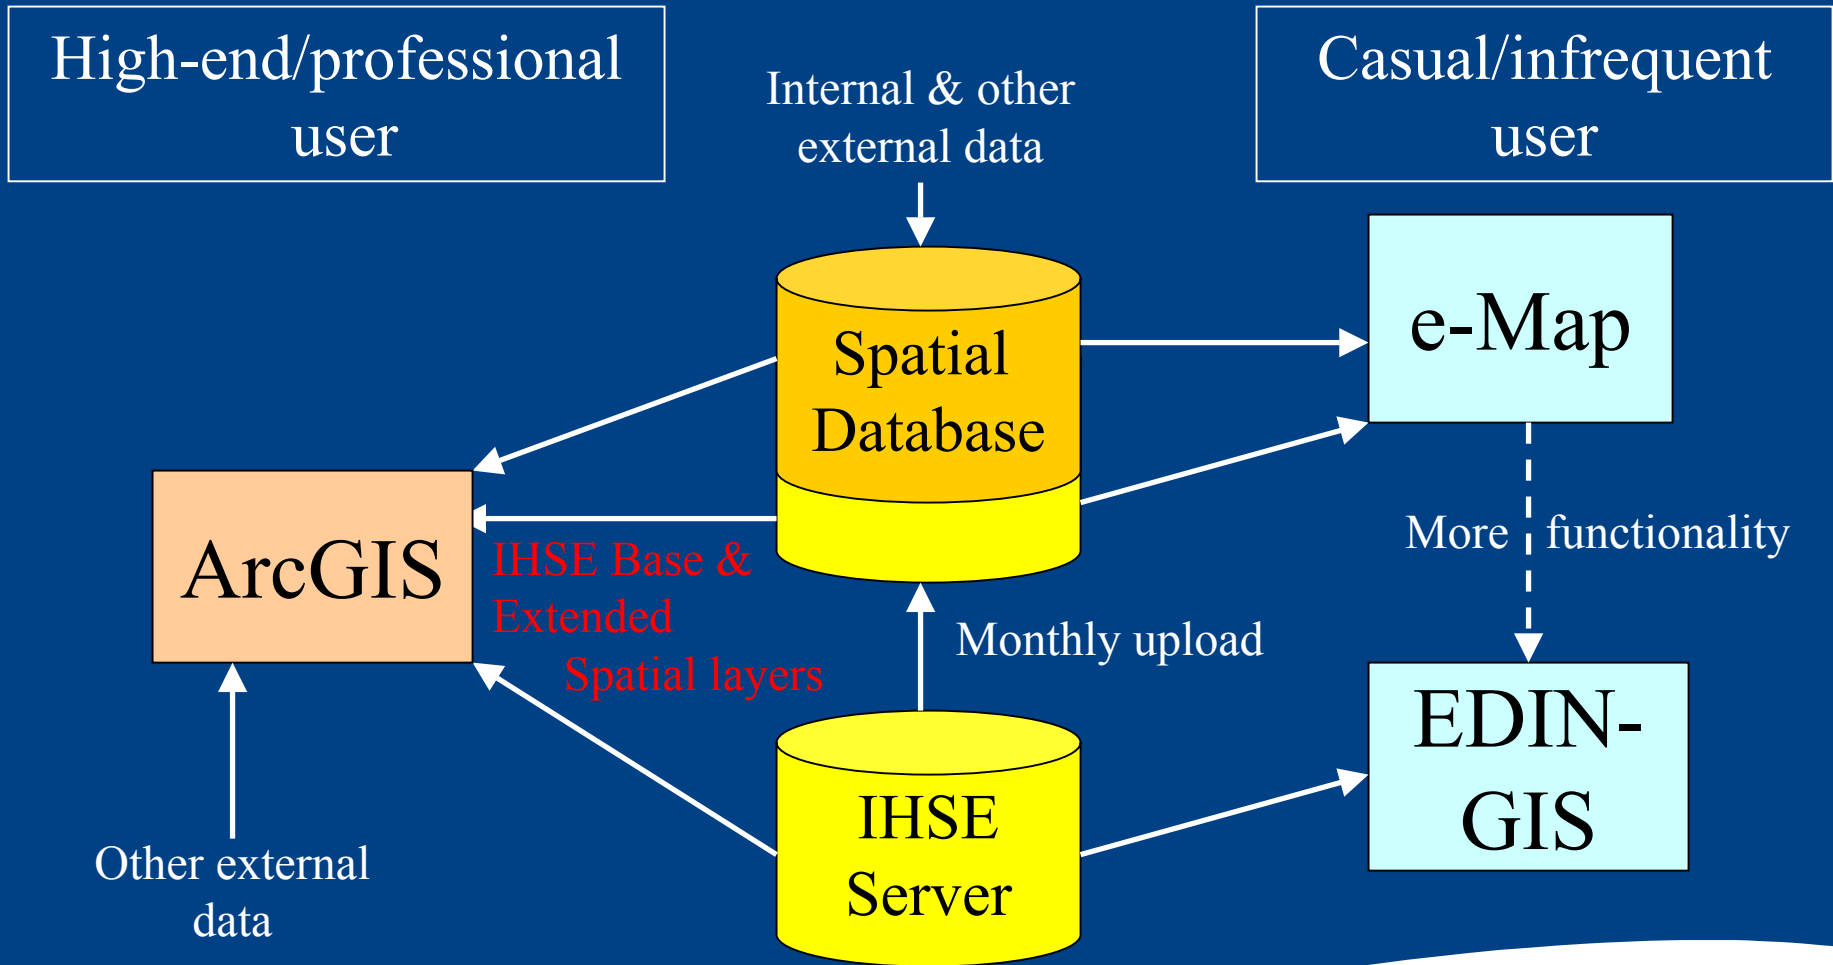 High-end/professional
user
Internal & other
external data
Casual/infrequent
user
Spatial
Database
e-Map
ArcGIS
IHSE Base &
Extended
Spatial layers
More functionality
Monthly upload
IHSE
Server
EDIN-
GIS
Other external
data